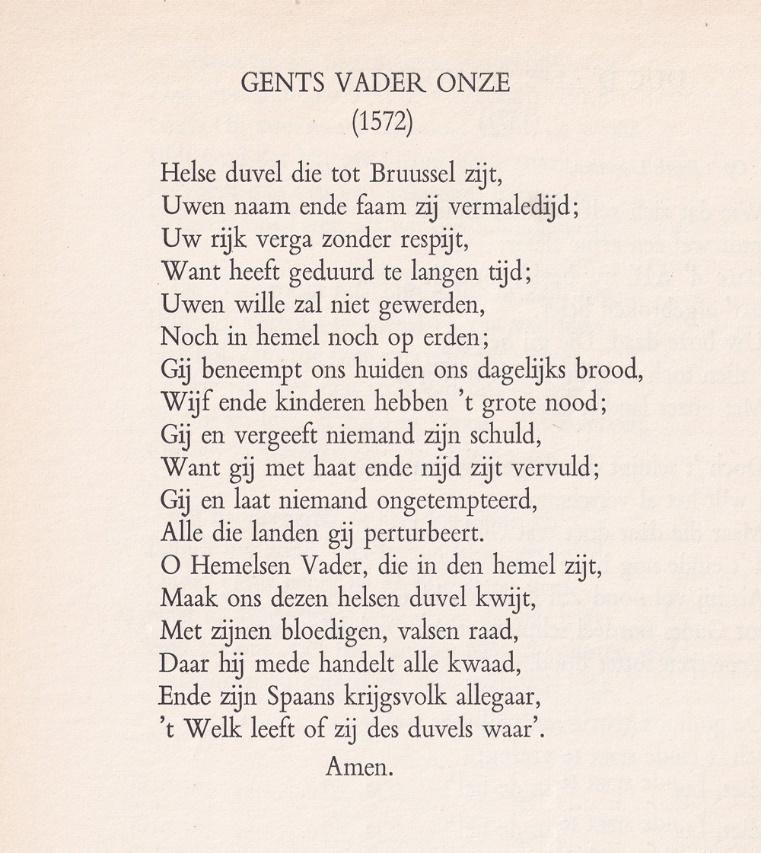 GENTS VADER ONZE
(1572)
Helse duvel die tot Bruussel zijt,
Uwen naam ende faam zij vermaledijd;
Uw rijk verga zonder respijt,
Want heeft geduurd te langen tijd;
Uwen wille zal niet gewerden,
Noch in hemel noch op erden;
Gij beneempt ons huiden ons dagelijks brood,
Wijf ende kinderen hebben 't grote nood;
Gij en vergeeft niemand zijn schuld,
Want gij met haat ende nijd zijt vervuld;
Gij en laat niemand ongetempteerd,
Alle die landen gij perturbeert.
O Hemelsen Vader, die in den hemel zijt,
Maak ons dezen helsen duvel kwijt,
Met zijnen bloedigen, valsen raad,
Daar hij mede handelt alle kwaad,
Ende zijn Spaans krijgsvolk allegaar,
't Welk leeft of zij des duvels waar'.
Amen.